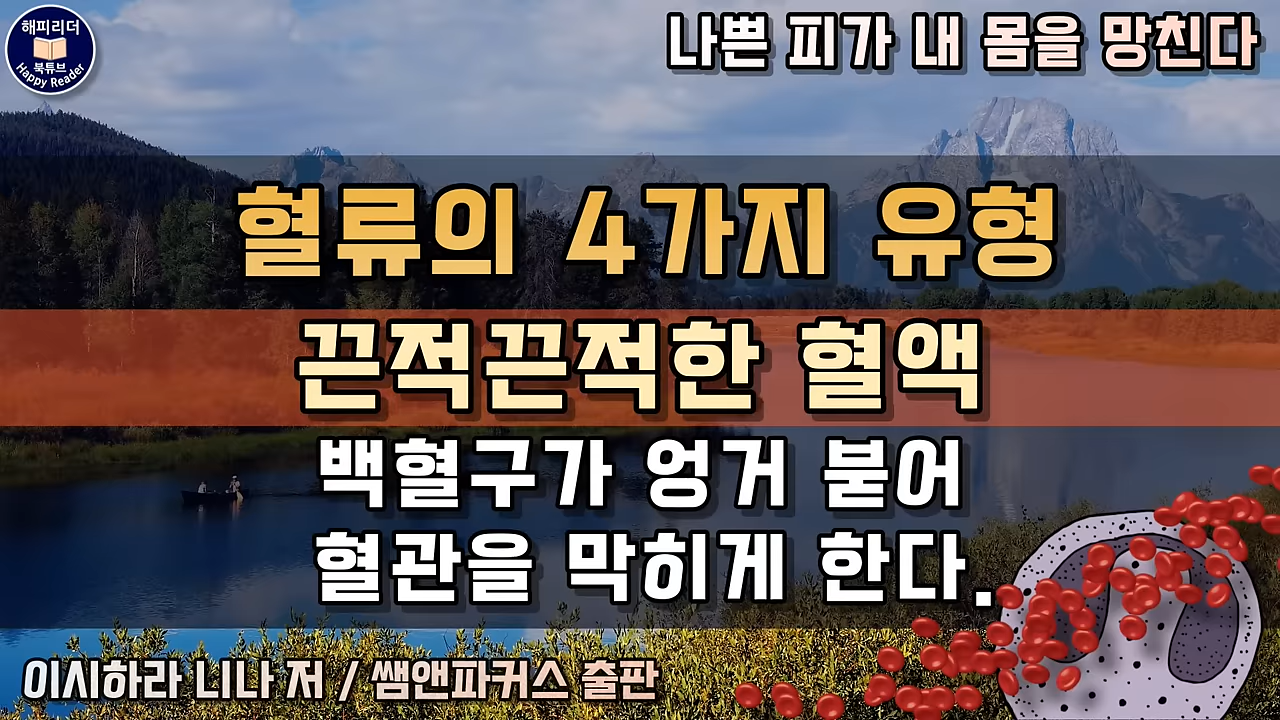 해피리더
북튜브
Happy Reader
나쁜 피가 내 몸을 망친다
혈류의 4가지 유형
끈적끈적한 혈액
백혈구가 엉겨 붙어
혈관을 막히게 한다.
이시하라 니나 저 / 쌤앤파커스 출판